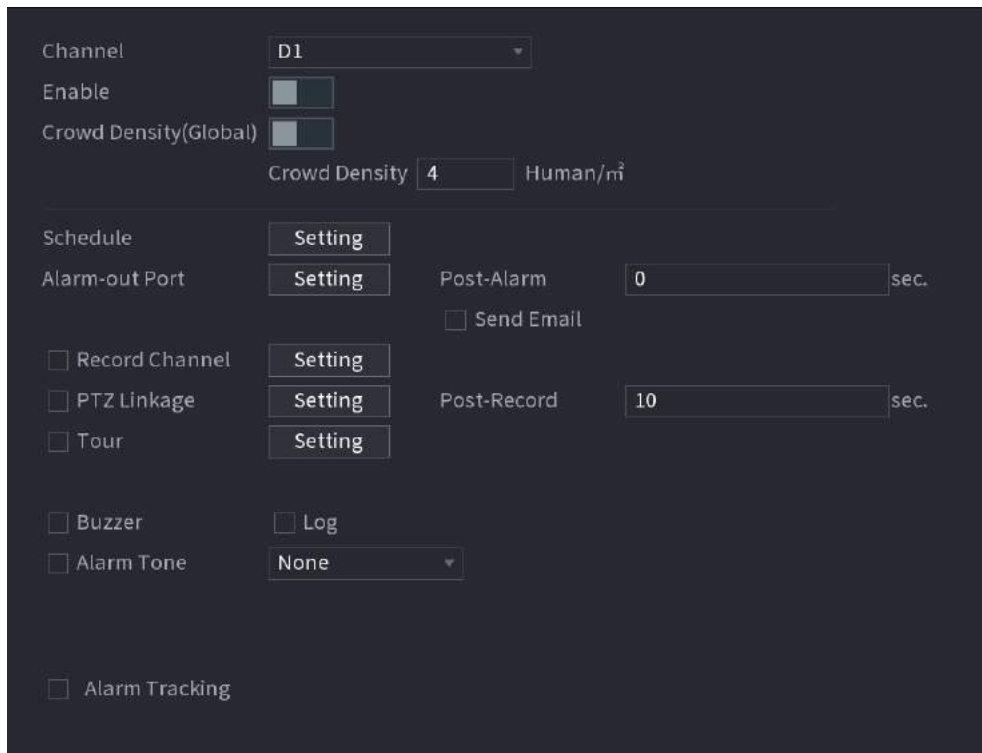 Channel D1
Enable
Crowd Density(Global)
Crowd Density 4 Human/㎡
Schedule Setting
Alarm-out Port Setting Post-Alarm 0 sec.
Send Email
Record Channel Setting
PTZ Linkage Setting Post-Record 10 sec.
Tour Setting
Buzzer Log
Alarm Tone None
Alarm Tracking